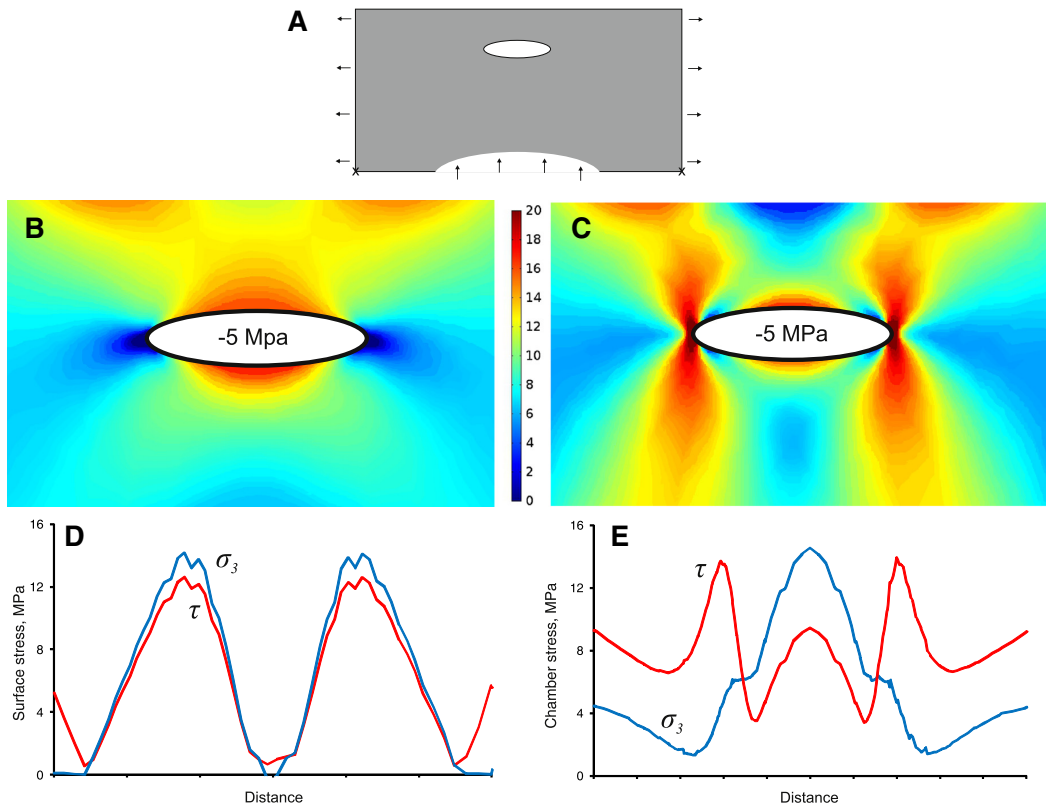 A
B
-5 Mpa
20
18
16
14
12
10
8
6
4
2
0
C
-5 MPa
D
Surface stress, MPa
16
12
8
4
0
σ3
τ
Distance
E
Chamber stress, MPa
16
12
8
4
0
τ
σ3
Distance